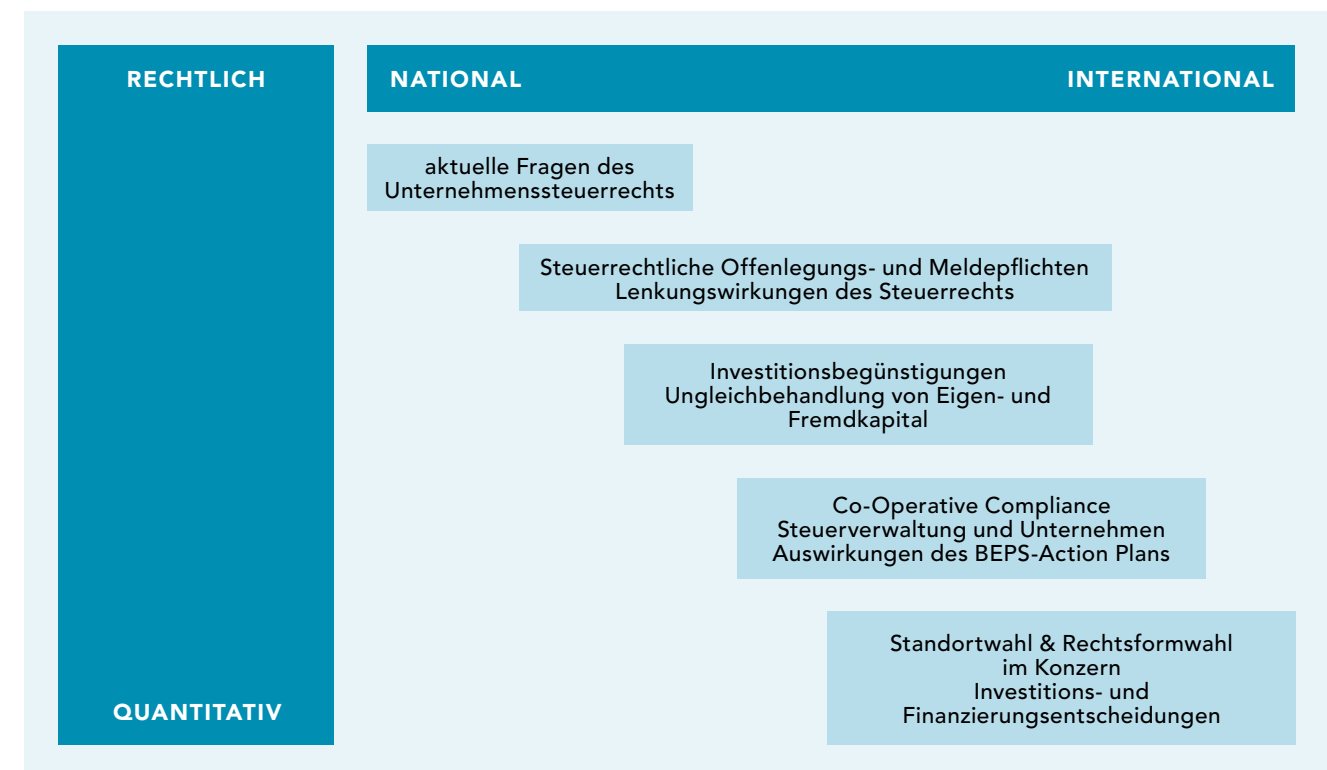 RECHTLICH
NATIONAL
INTERNATIONAL
aktuelle Fragen des
Unternehmenssteuerrechts
Steuerrechtliche Offenlegungs- und Meldepflichten
Lenkungswirkungen des Steuerrechts
Investitionsbegünstigungen
Ungleichbehandlung von Eigen- und
Fremdkapital
Co-Operative Compliance
Steuerverwaltung und Unternehmen
Auswirkungen des BEPS-Action Plans
Standortwahl & Rechtsformwahl
im Konzern
Investitions- und
Finanzierungsentscheidungen
QUANTITATIV